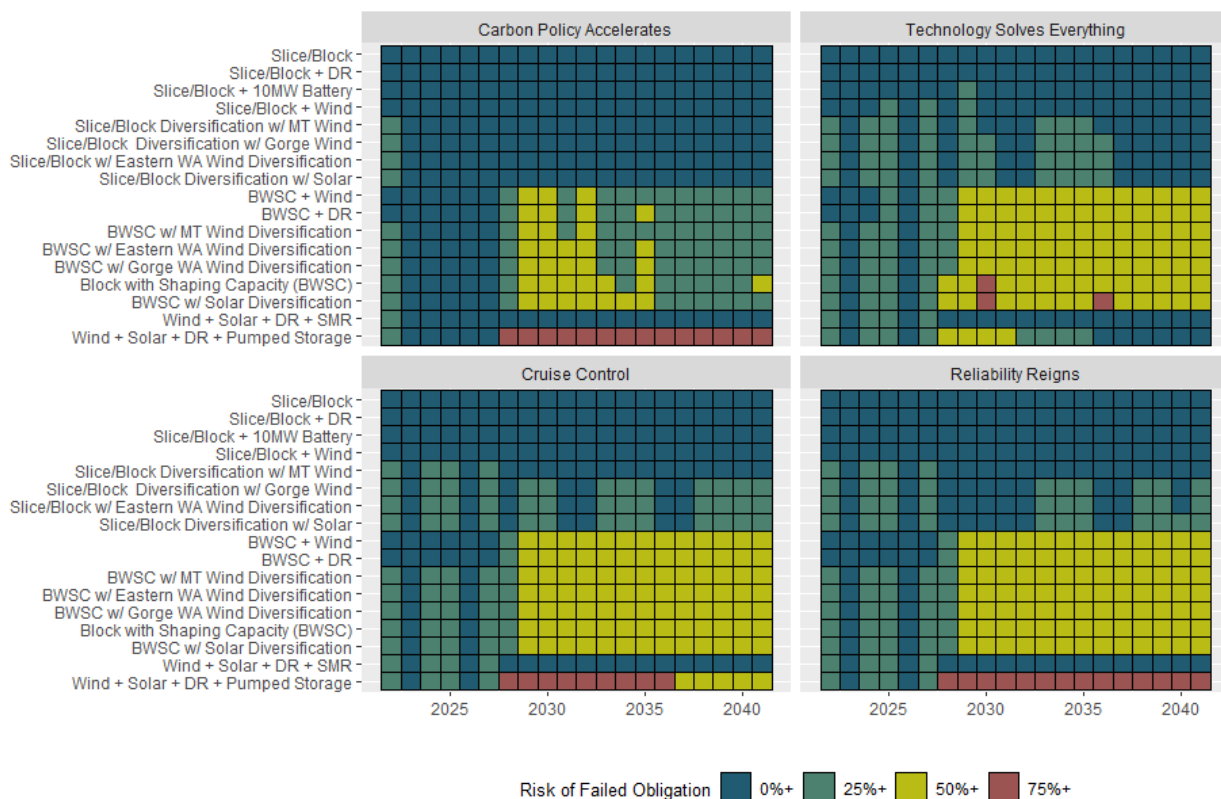 Carbon Policy Accelerates
Technology Solves Everything
Slice/Block
Slice/Block + DR
Slice/Block + 10MW Battery
Slice/Block + Wind
Slice/Block Diversification w/ MT Wind
Slice/Block  Diversification w/ Gorge Wind
Slice/Block w/ Eastern WA Wind Diversification
Slice/Block Diversification w/ Solar
BWSC + Wind
BWSC + DR
BWSC w/ MT Wind Diversification
BWSC w/ Eastern WA Wind Diversification
BWSC w/ Gorge WA Wind Diversification
Block with Shaping Capacity (BWSC)
BWSC w/ Solar Diversification
Wind + Solar + DR + SMR
Wind + Solar + DR + Pumped Storage
Cruise Control
Reliability Reigns
Slice/Block
Slice/Block + DR
Slice/Block + 10MW Battery
Slice/Block + Wind
Slice/Block Diversification w/ MT Wind
Slice/Block  Diversification w/ Gorge Wind
Slice/Block w/ Eastern WA Wind Diversification
Slice/Block Diversification w/ Solar
BWSC + Wind
BWSC + DR
BWSC w/ MT Wind Diversification
BWSC w/ Eastern WA Wind Diversification
BWSC w/ Gorge WA Wind Diversification
Block with Shaping Capacity (BWSC)
BWSC w/ Solar Diversification
Wind + Solar + DR + SMR
Wind + Solar + DR + Pumped Storage
2025 2030 2035 2040
2025 2030 2035 2040
Risk of Failed Obligation 0%+ 25%+ 50%+ 75%+